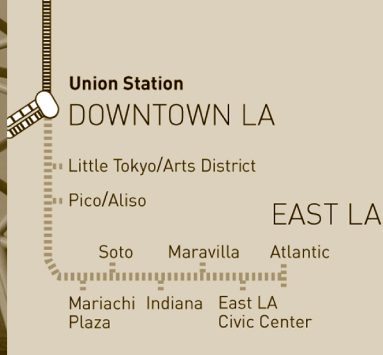 Union Station
DOWNTOWN LA
Little Tokyo/Arts District
Pico/Aliso
EAST LA
Soto Maravilla Atlantic
Mariachi Indiana East LA
Plaza Civic Center